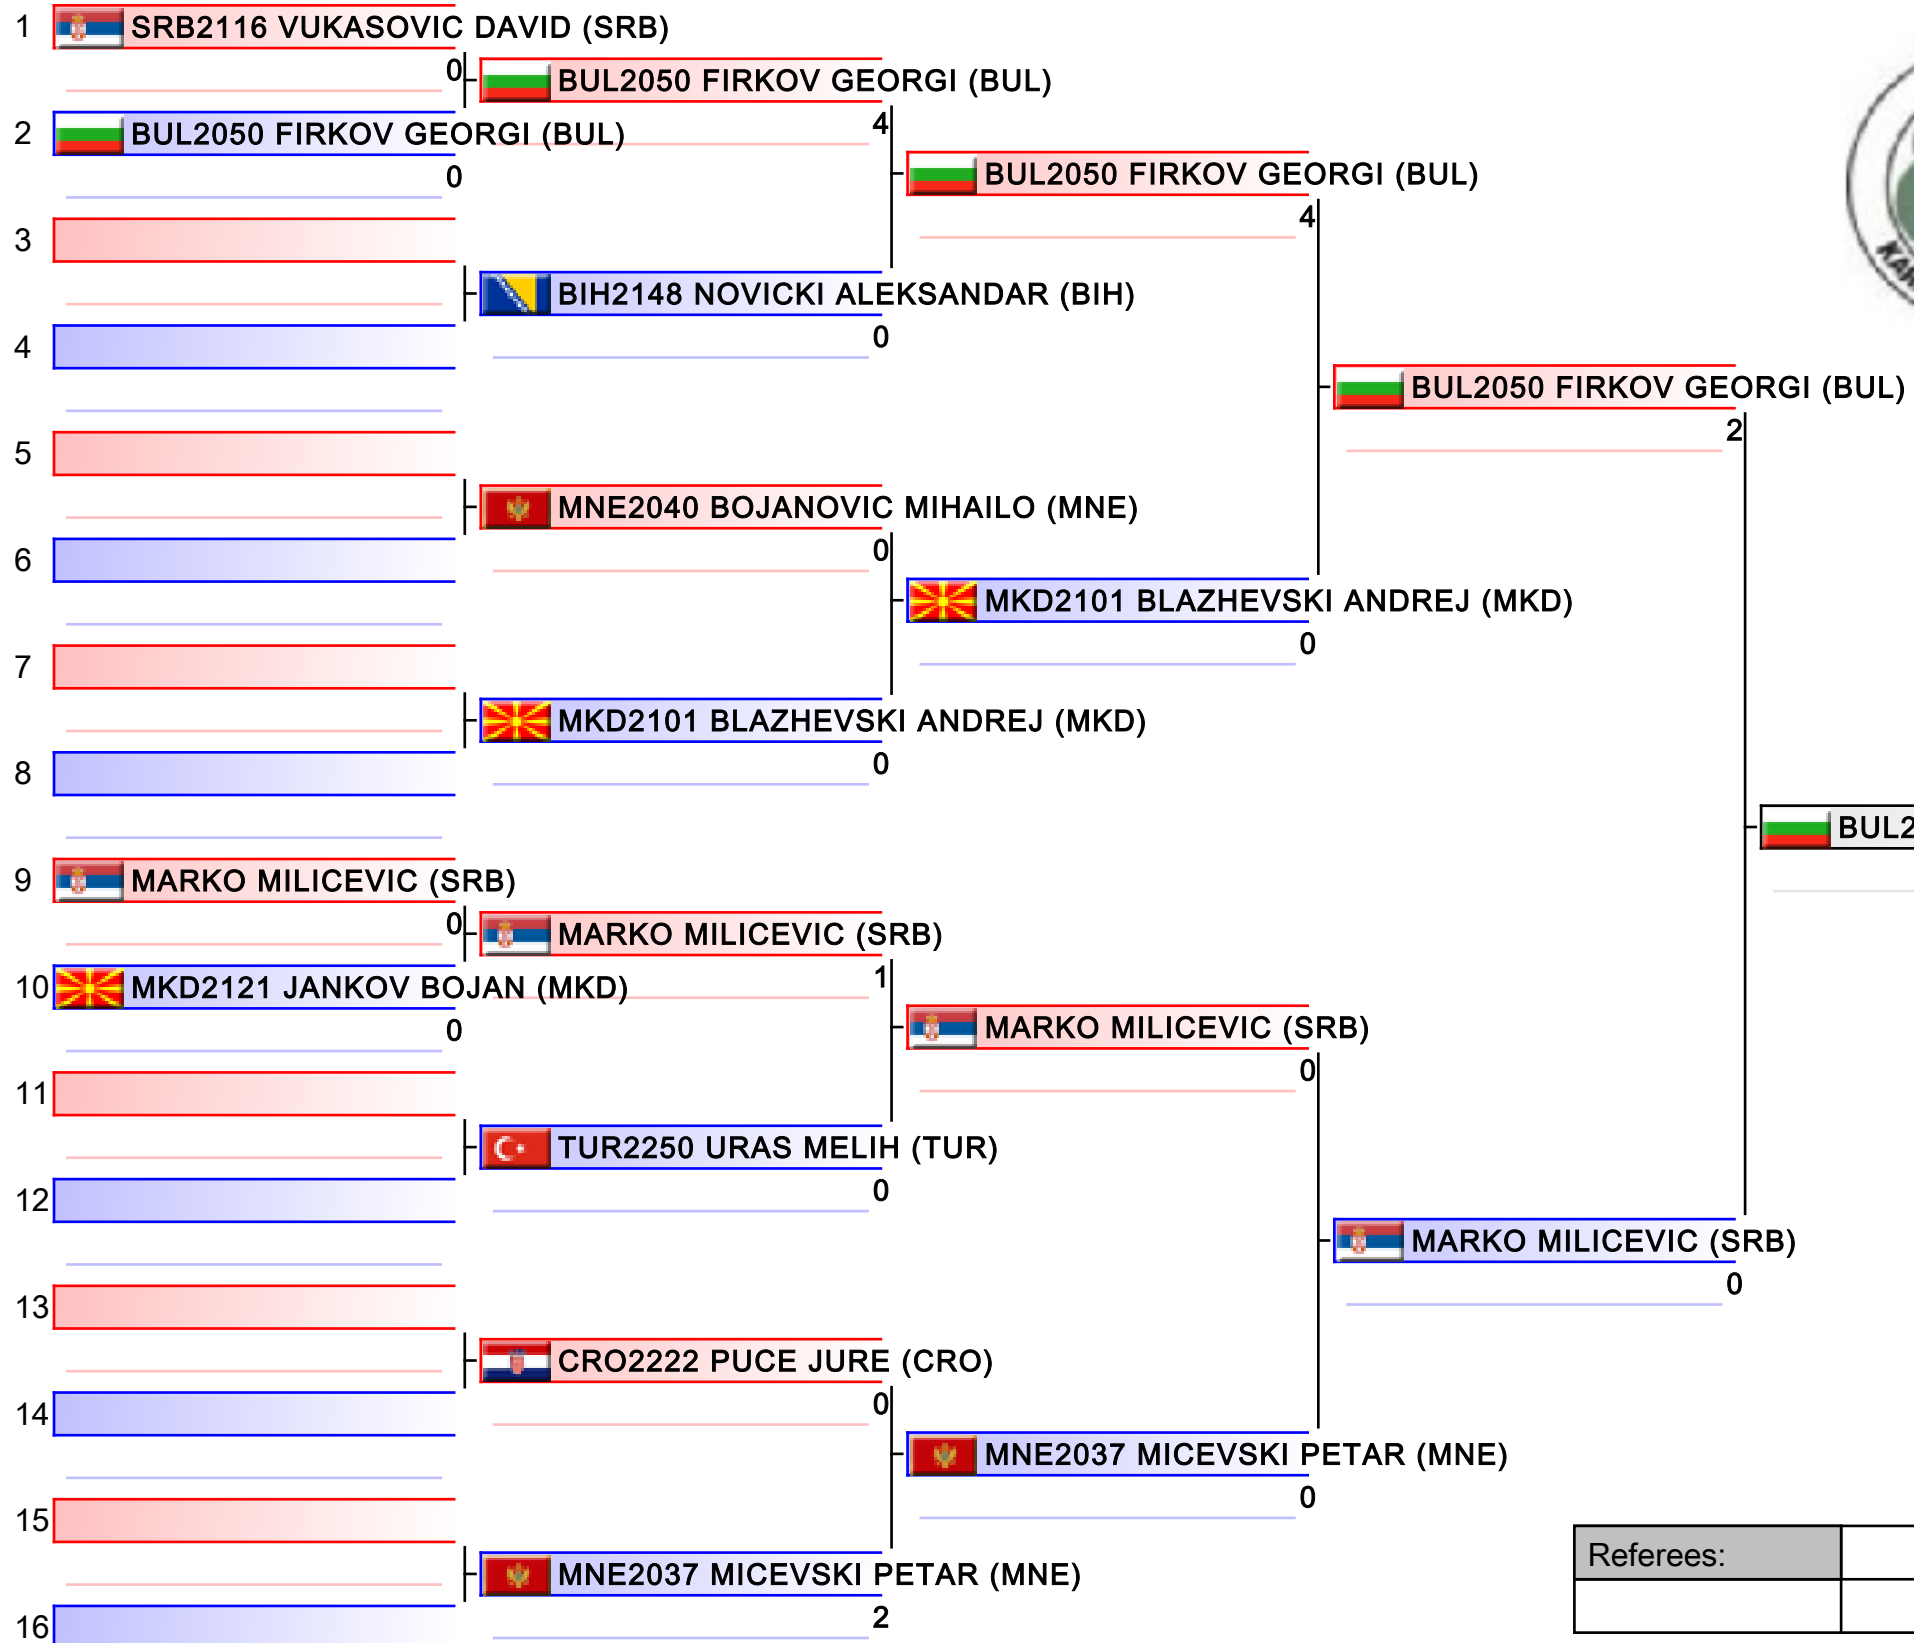 1 SRB2116 VUKASOVIC DAVID (SRB)
0
BUL2050 FIRKOV GEORGI (BUL)
4
2 BUL2050 FIRKOV GEORGI (BUL)
0
BUL2050 FIRKOV GEORGI (BUL)
4
3
BIH2148 NOVICKI ALEKSANDAR (BIH)
0
4
BUL2050 FIRKOV GEORGI (BUL)
2
5
MNE2040 BOJANOVIC MIHAILO (MNE)
0
6
MKD2101 BLAZHEVSKI ANDREJ (MKD)
0
7
MKD2101 BLAZHEVSKI ANDREJ (MKD)
0
8
BUL2
9 MARKO MILICEVIC (SRB)
0
MARKO MILICEVIC (SRB)
1
10 MKD2121 JANKOV BOJAN (MKD)
0
MARKO MILICEVIC (SRB)
0
11
TUR2250 URAS MELIH (TUR)
0
12
MARKO MILICEVIC (SRB)
0
13
CRO2222 PUCE JURE (CRO)
0
14
MNE2037 MICEVSKI PETAR (MNE)
0
15
MNE2037 MICEVSKI PETAR (MNE)
2
16
Referees: